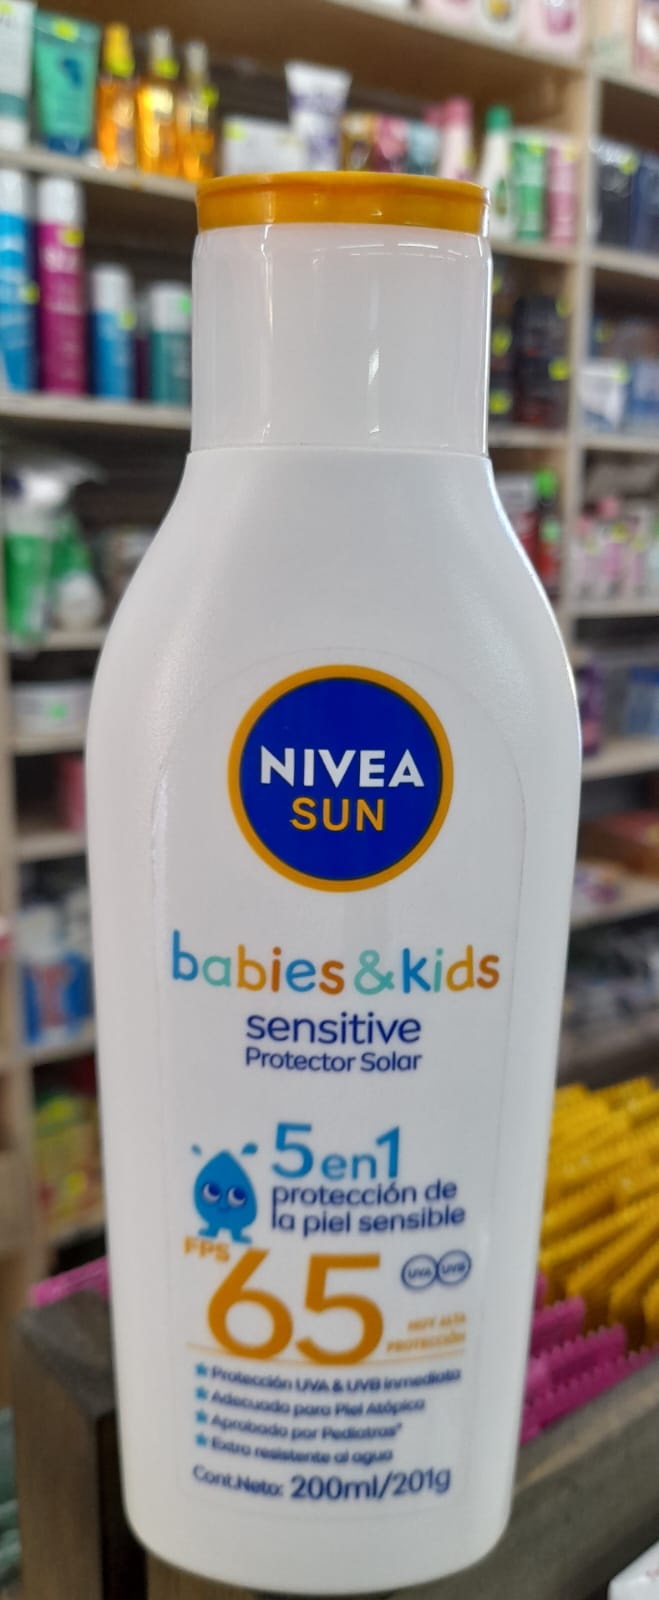 NIVEA
SUN
babies&kids
sensitive
Protector Solar
5en1
protección de
la piel sensible
FPS
65
UVA UVB
MUY ALTA
PROTECCIÓN
Protección UVA & UVB inmediata
Adecuado para Piel Atópica
Aprobado por Pediatras*
Extra resistente al agua
Cont.Neto: 200ml/201g